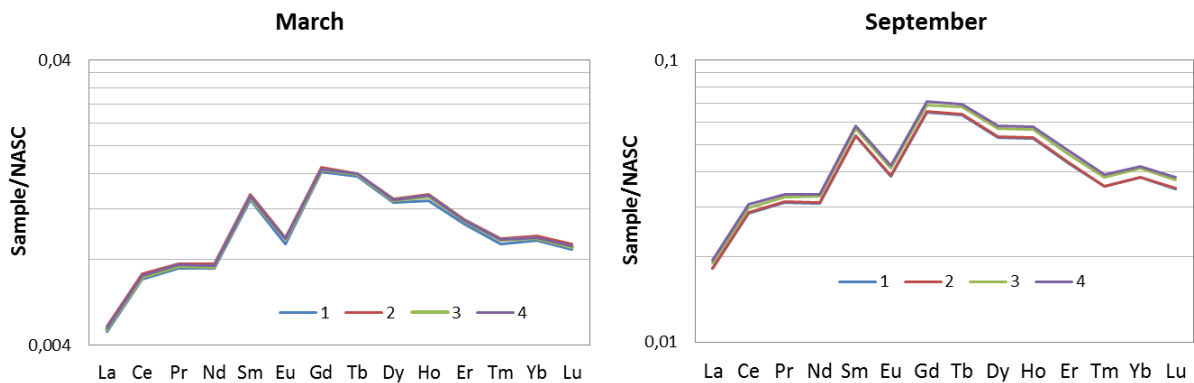 March
0,04
Sample/NASC
1 2 3 4
0,004
La Ce Pr Nd Sm Eu Gd Tb Dy Ho Er Tm Yb Lu
September
0,1
Sample/NASC
1 2 3 4
0,01
La Ce Pr Nd Sm Eu Gd Tb Dy Ho Er Tm Yb Lu